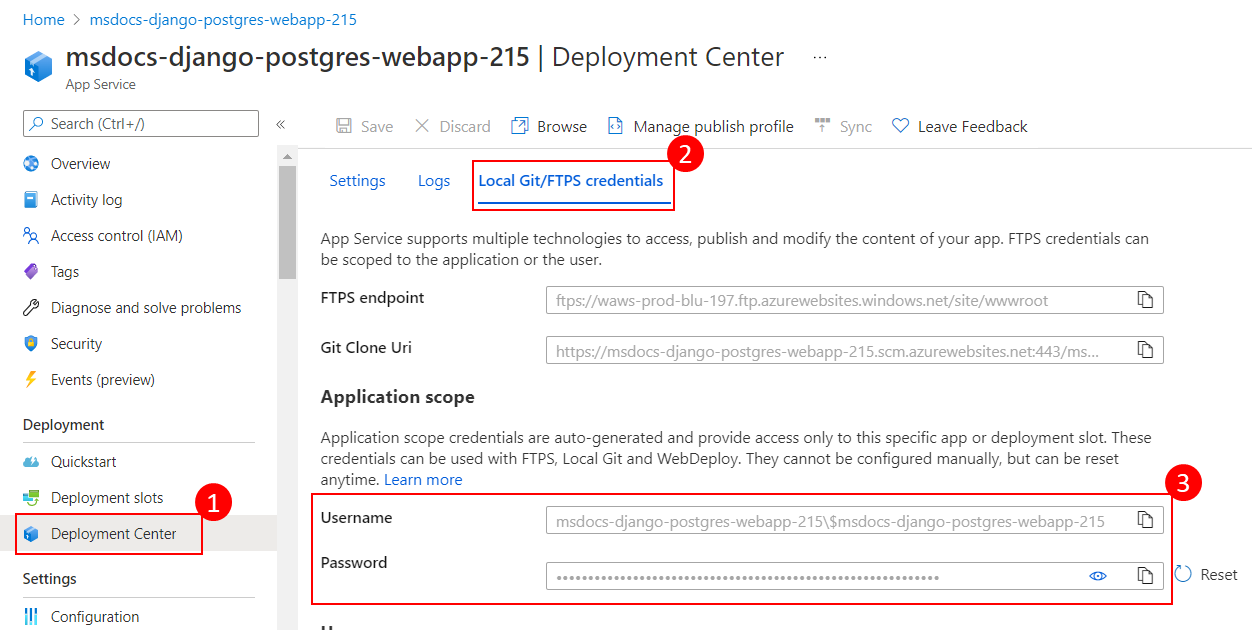 Home > msdocs-django-postgres-webapp-215
msdocs-django-postgres-webapp-215 | Deployment Center ...
App Service
Search (Ctrl+/)
«
Save
Discard
Browse
Manage publish profile
Sync
Leave Feedback
Overview
Activity log
Access control (IAM)
Tags
Diagnose and solve problems
Security
Events (preview)
Deployment
Quickstart
Deployment slots
1
Deployment Center
Settings
Configuration
2
Settings
Logs
Local Git/FTPS credentials
App Service supports multiple technologies to access, publish and modify the content of your app. FTPS credentials can
be scoped to the application or the user.
FTPS endpoint
ftps://waws-prod-blu-197.ftp.azurewebsites.windows.net/site/wwwroot
Git Clone Uri
https://msdocs-django-postgres-webapp-215.scm.azurewebsites.net:443/ms...
Application scope
Application scope credentials are auto-generated and provide access only to this specific app or deployment slot. These
credentials can be used with FTPS, Local Git and WebDeploy. They cannot be configured manually, but can be reset
anytime. Learn more
3
Username
msdocs-django-postgres-webapp-215\$msdocs-django-postgres-webapp-215
Password
Reset